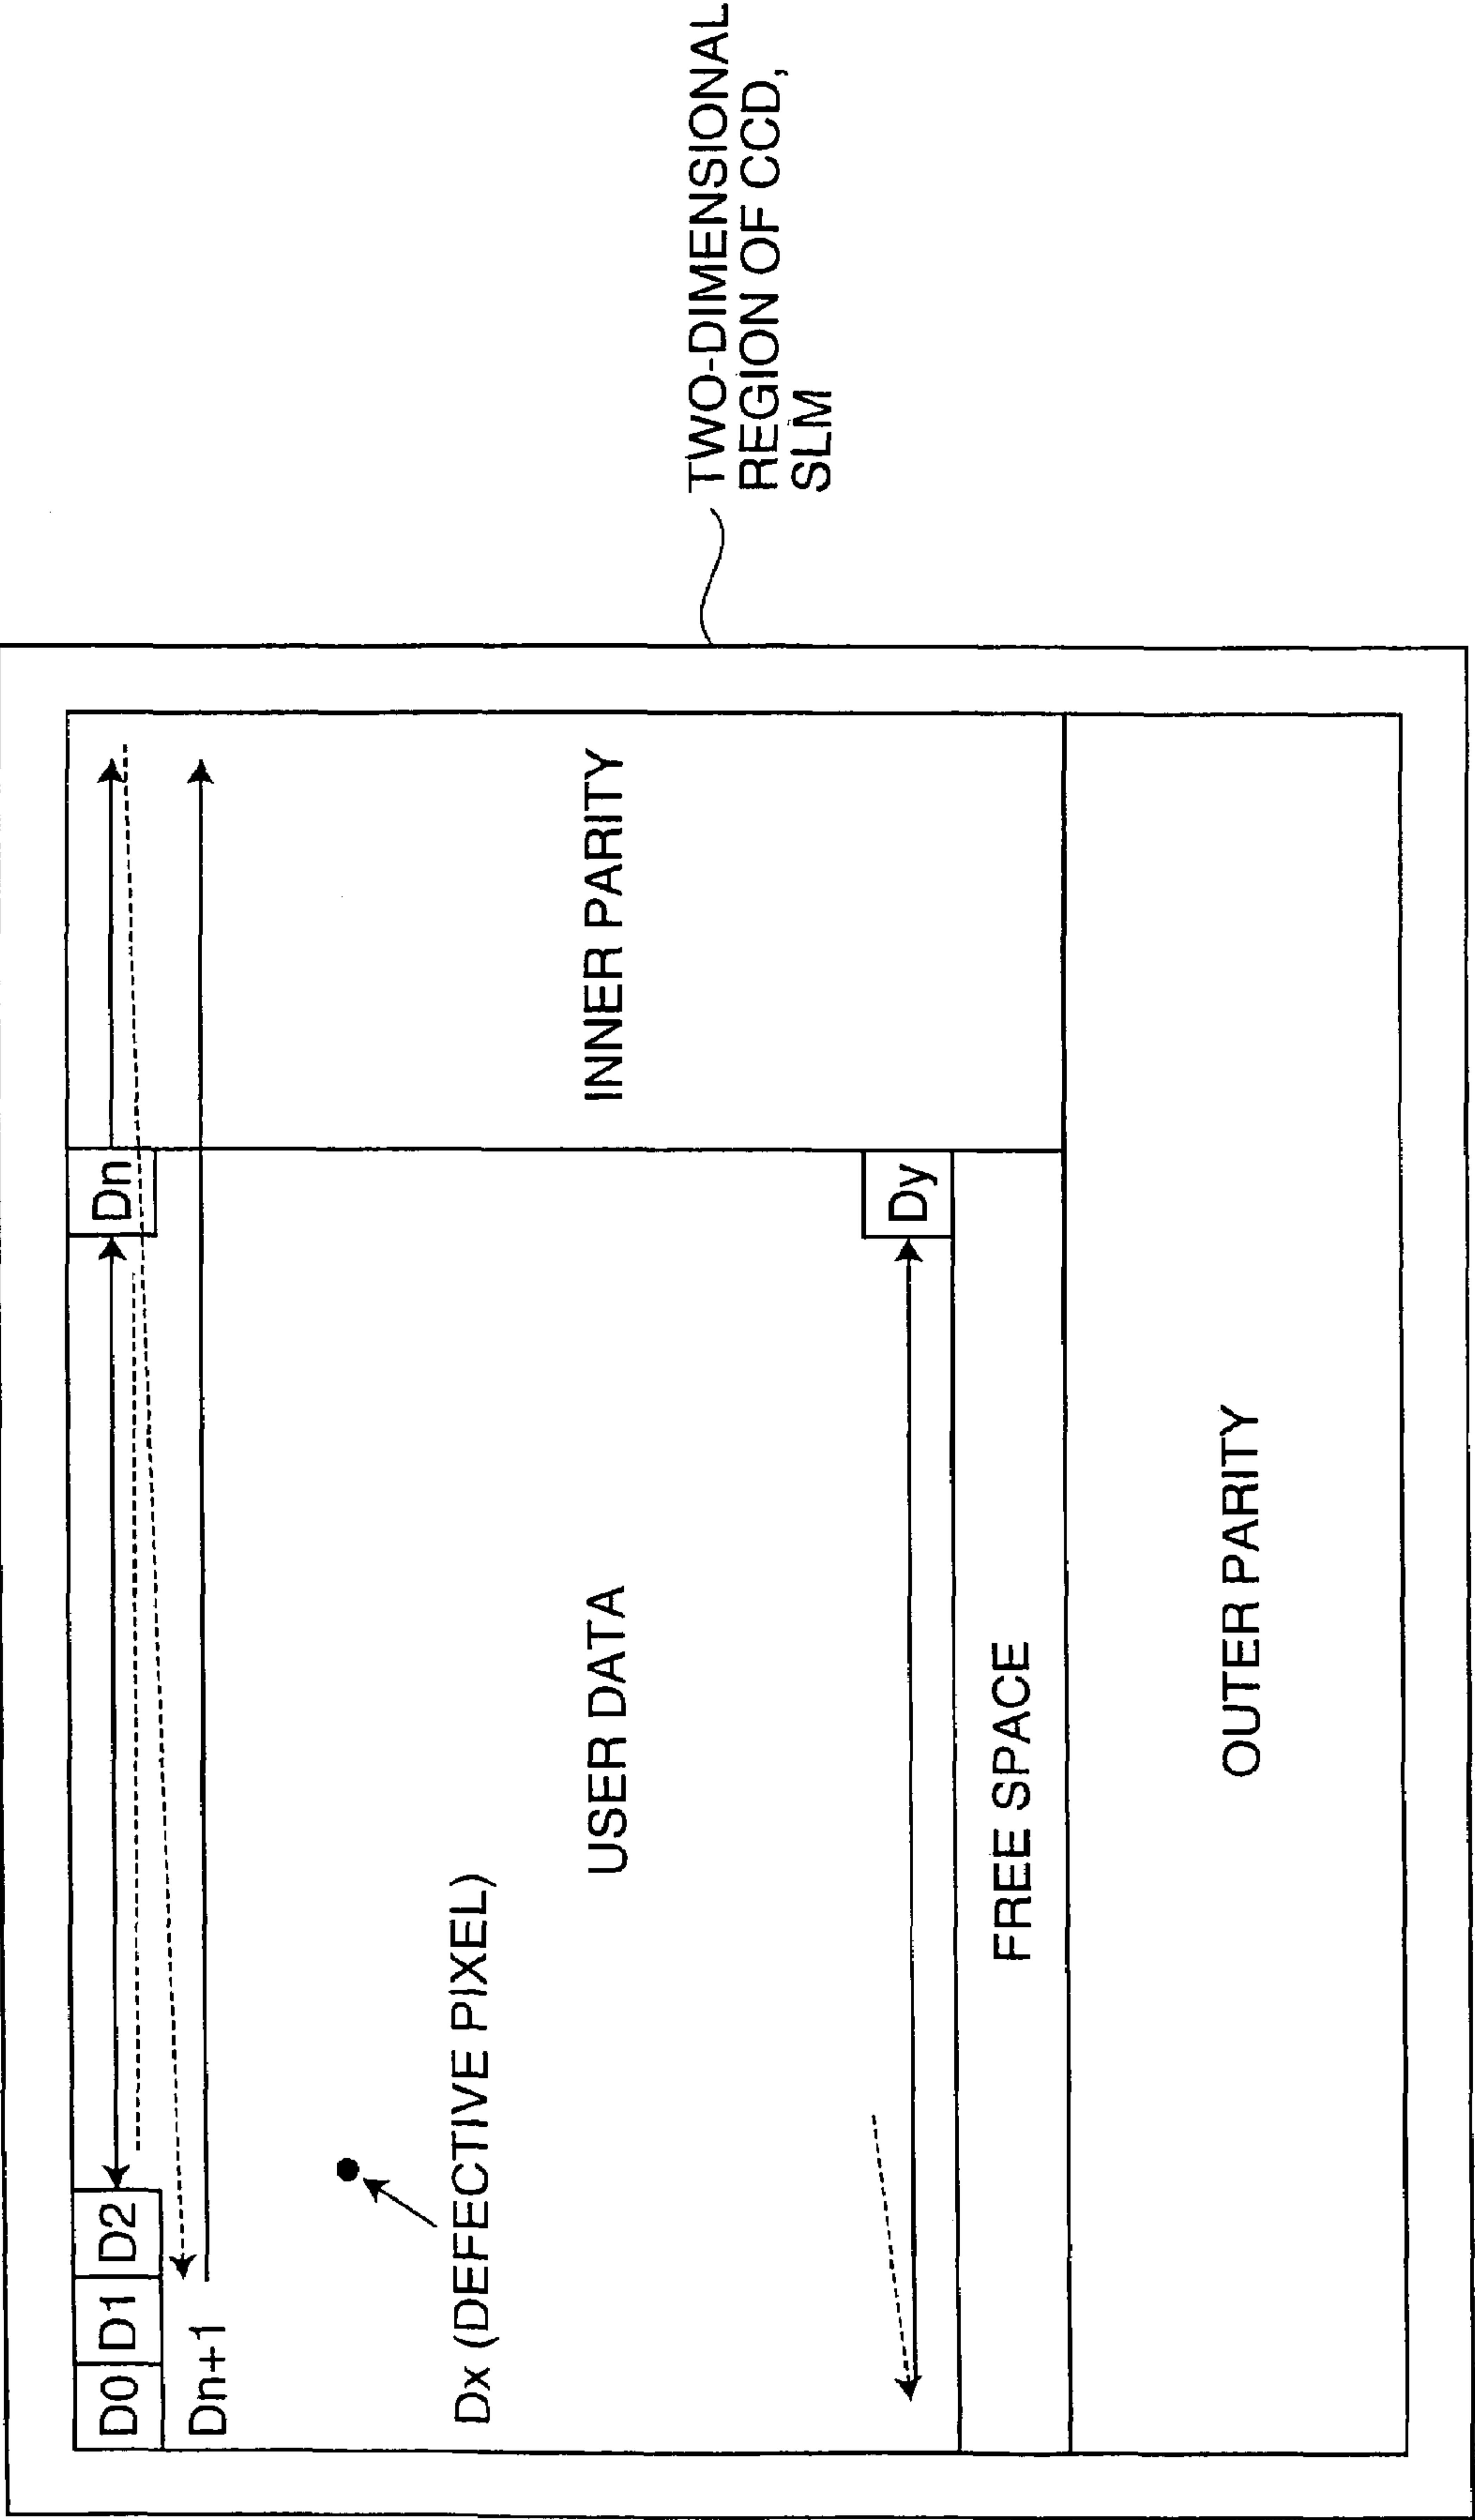 D0 D1 D2
Dn
Dn+1
Dx (DEFECTIVE PIXEL)
USER DATA
INNER PARITY
Dy
FREE SPACE
OUTER PARITY
TWO-DIMENSIONAL
REGION OF CCD,
SLM